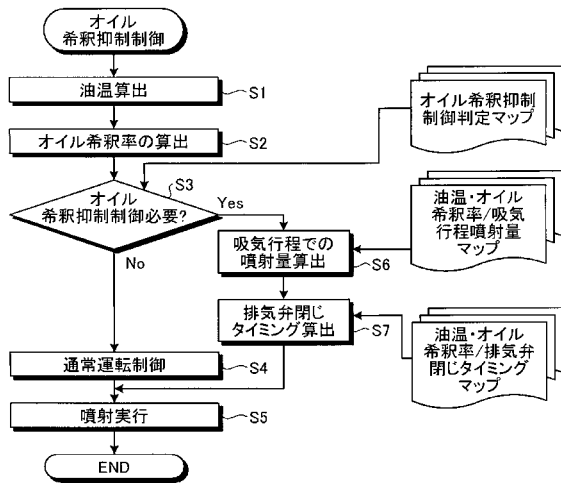 オイル
希釈抑制制御
油温算出
S1
オイル希釈率の算出
S2
オイル希釈抑制
制御判定マップ
S3
オイル
希釈抑制制御必要?
Yes
No
油温・オイル
希釈率/吸気
行程噴射量
マップ
吸気行程での
噴射量算出
S6
排気弁閉じ
タイミング算出
S7
油温・オイル
希釈率/排気弁
閉じタイミング
マップ
通常運転制御
S4
噴射実行
S5
END